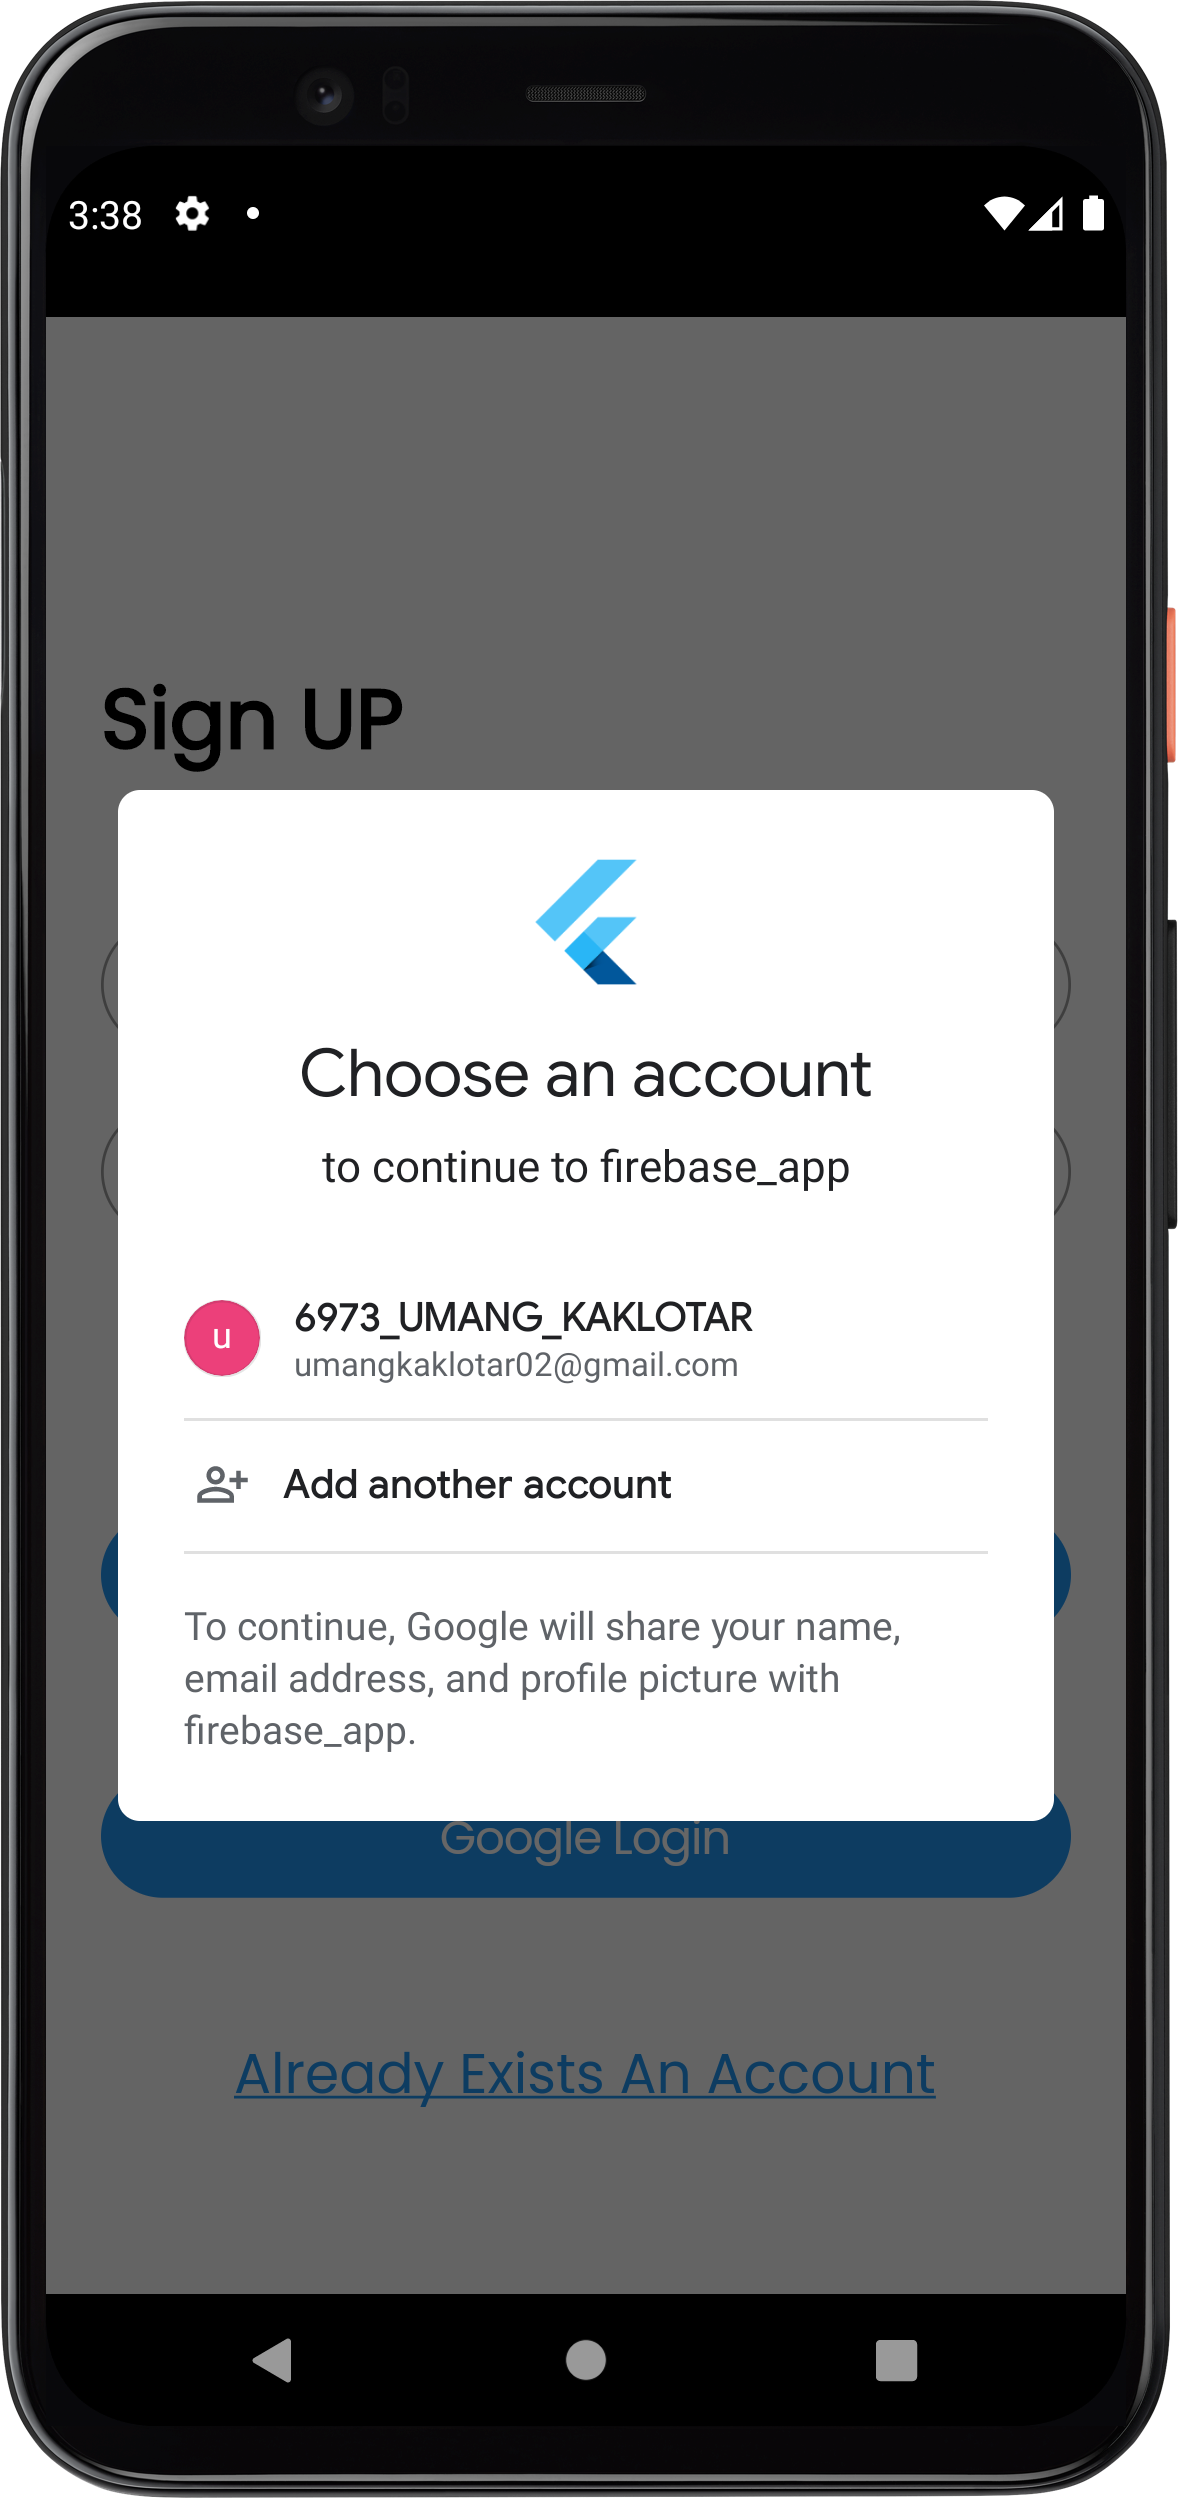 3:38
Sign UP
Choose an account
to continue to firebase_app
u
6973_UMANG_KAKLOTAR
umangkaklotar02@gmail.com
Add another account
To continue, Google will share your name,
email address, and profile picture with
firebase_app.
Google Login
Already Exists An Account